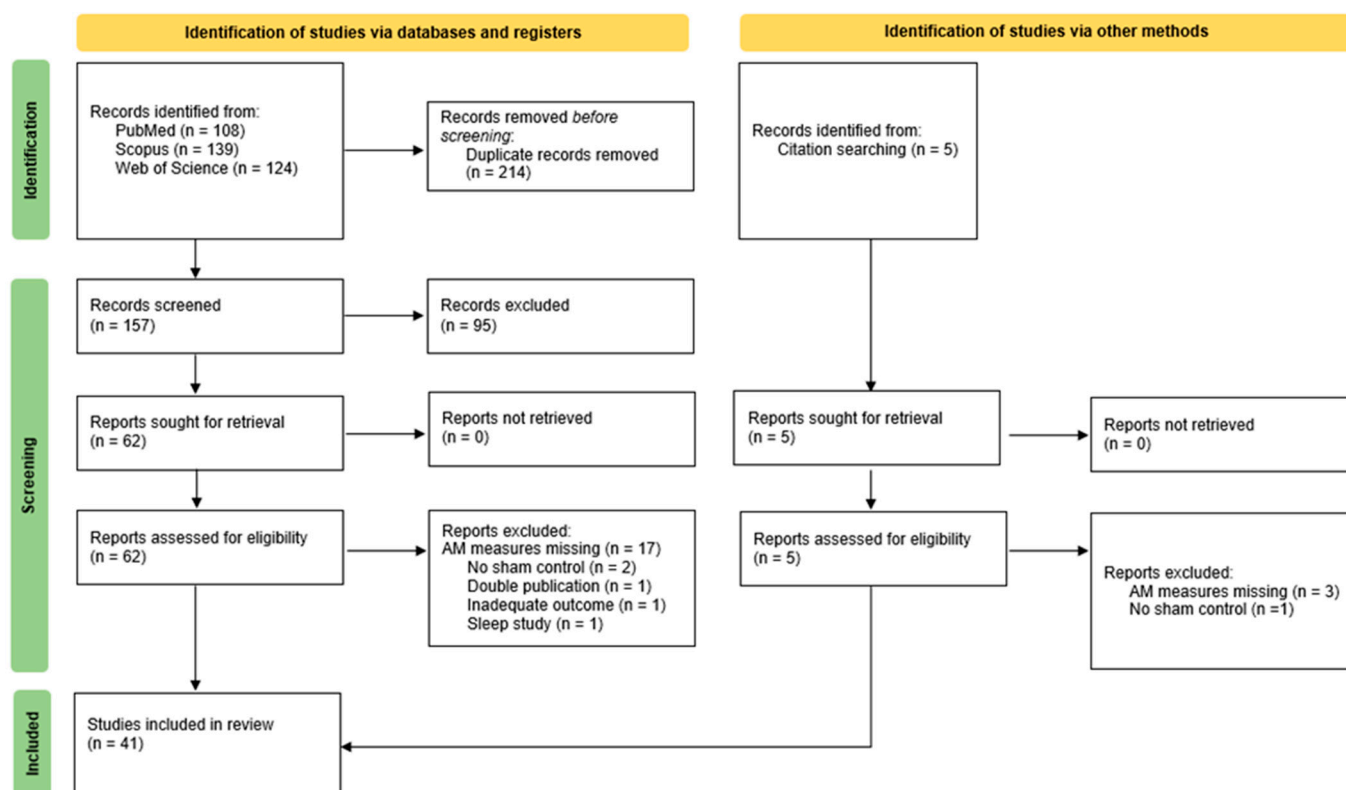 Identification of studies via databases and registers
Identification of studies via other methods
Identification
Records identified from:
PubMed (n = 108)
Scopus (n = 139)
Web of Science (n = 124)
Records removed before
screening:
Duplicate records removed
(n = 214)
Records identified from:
Citation searching (n = 5)
Screening
Records screened
(n = 157)
Records excluded
(n = 95)
Reports sought for retrieval
(n = 62)
Reports not retrieved
(n = 0)
Reports sought for retrieval
(n = 5)
Reports not retrieved
(n = 0)
Reports assessed for eligibility
(n = 62)
Reports excluded:
AM measures missing (n = 17)
No sham control (n = 2)
Double publication (n = 1)
Inadequate outcome (n = 1)
Sleep study (n = 1)
Reports assessed for eligibility
(n = 5)
Reports excluded:
AM measures missing (n = 3)
No sham control (n =1)
Included
Studies included in review
(n = 41)